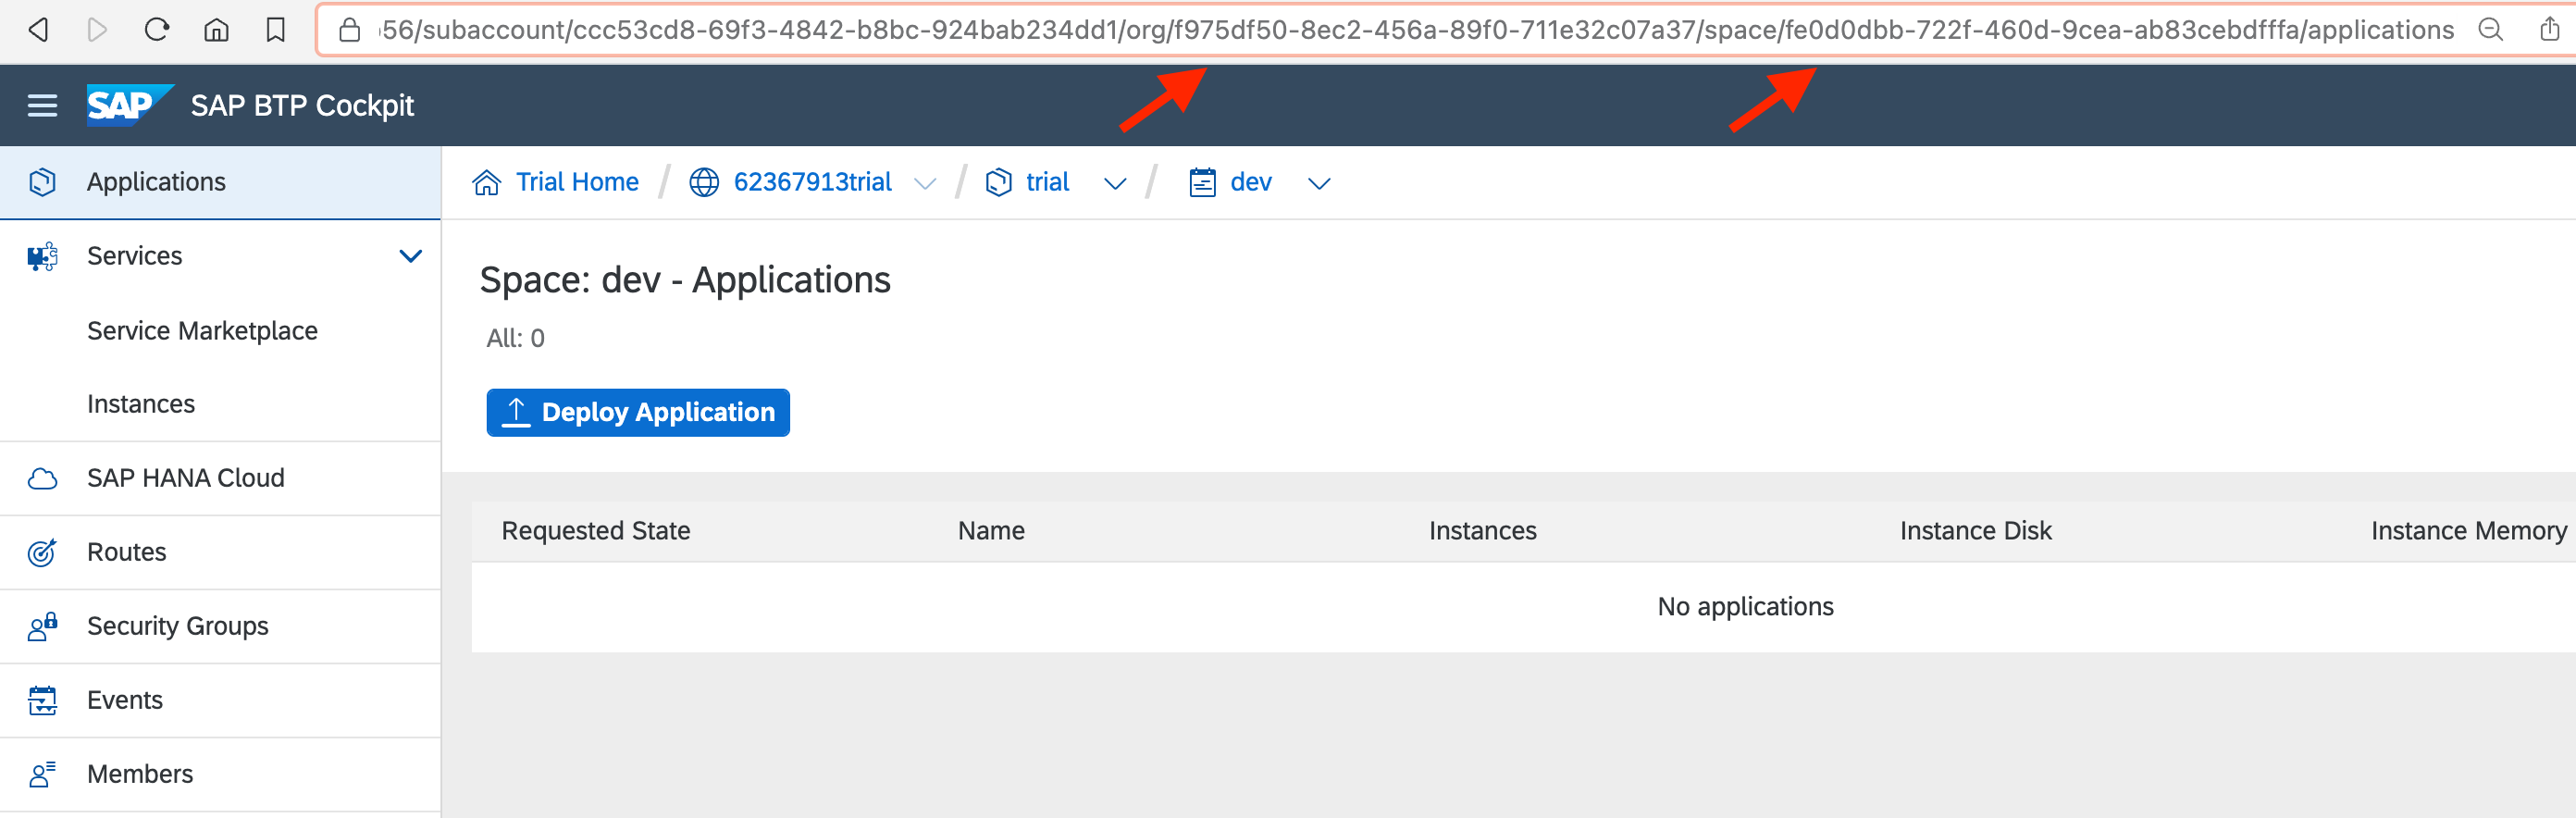 56/subaccount/ccc53cd8-69f3-4842-b8bc-924bab234dd1/org/f975df50-8ec2-456a-89f0-711e32c07a37/space/fe0d0dbb-722f-460d-9cea-ab83cebdfffa/applications
SAP SAP BTP Cockpit
Applications
Trial Home / 62367913trial / trial / dev
Services
Service Marketplace
Instances
SAP HANA Cloud
Routes
Security Groups
Events
Members
Space: dev - Applications
All: 0
Deploy Application
Requested State Name Instances Instance Disk Instance Memory
No applications